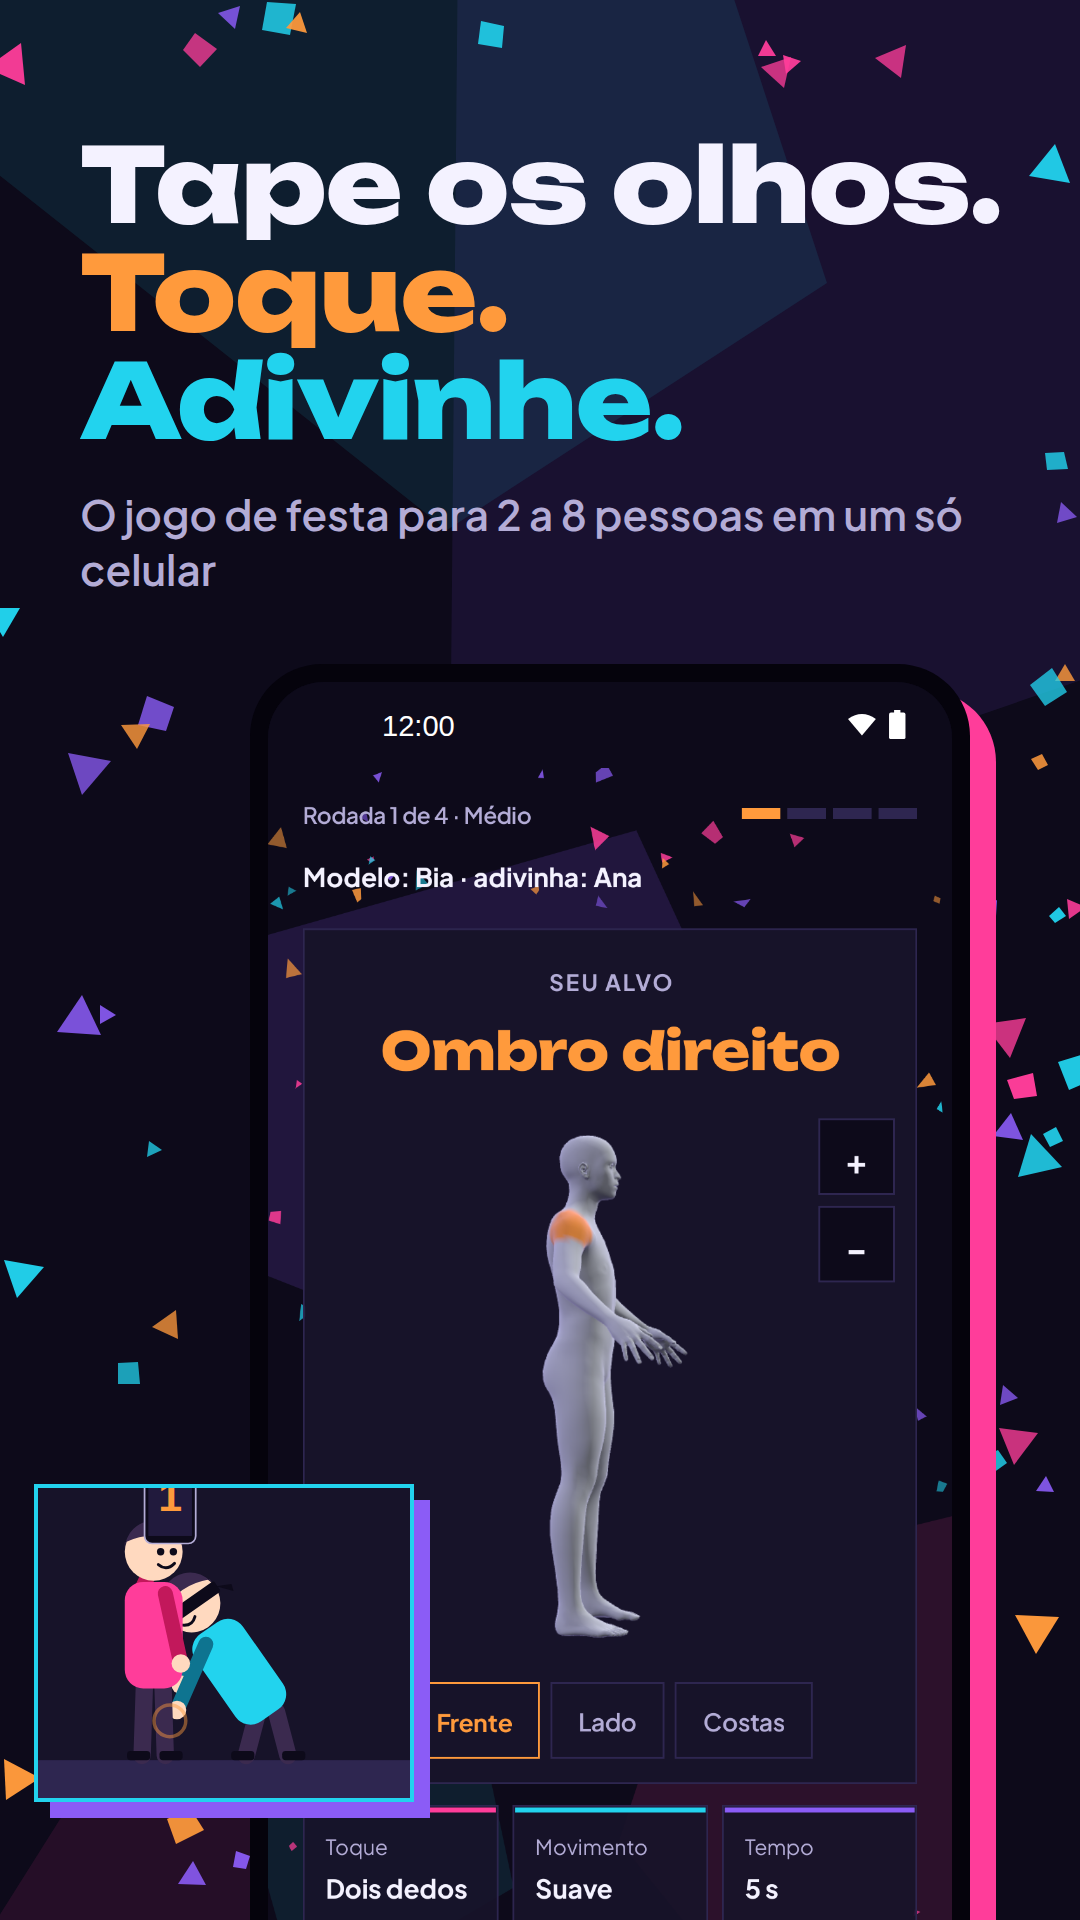 Tape os olhos.
Toque.
Adivinhe.
O jogo de festa para 2 a 8 pessoas em um só
celular
12:00
Rodada 1 de 4 · Médio
Modelo: Bia · adivinha: Ana
SEU ALVO
Ombro direito
+
−
1
Frente
Lado
Costas
Toque
Movimento
Tempo
Dois dedos
Suave
5 s